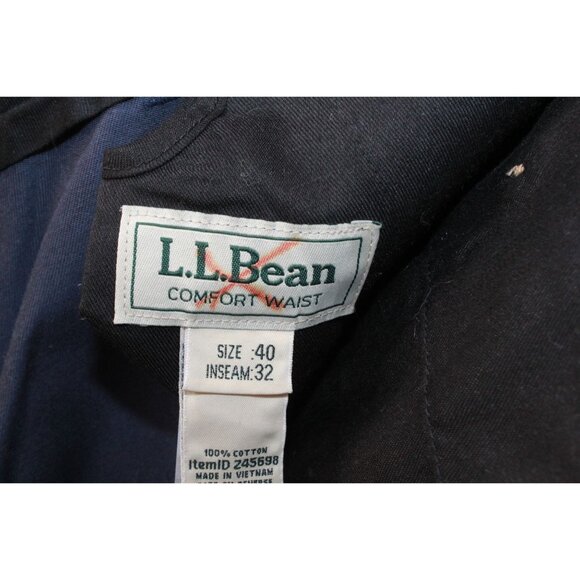 L.L.Bean
COMFORT WAIST
SIZE :40
INSEAM:32
100% COTTON
ItemID 245698
MADE IN VIETNAM